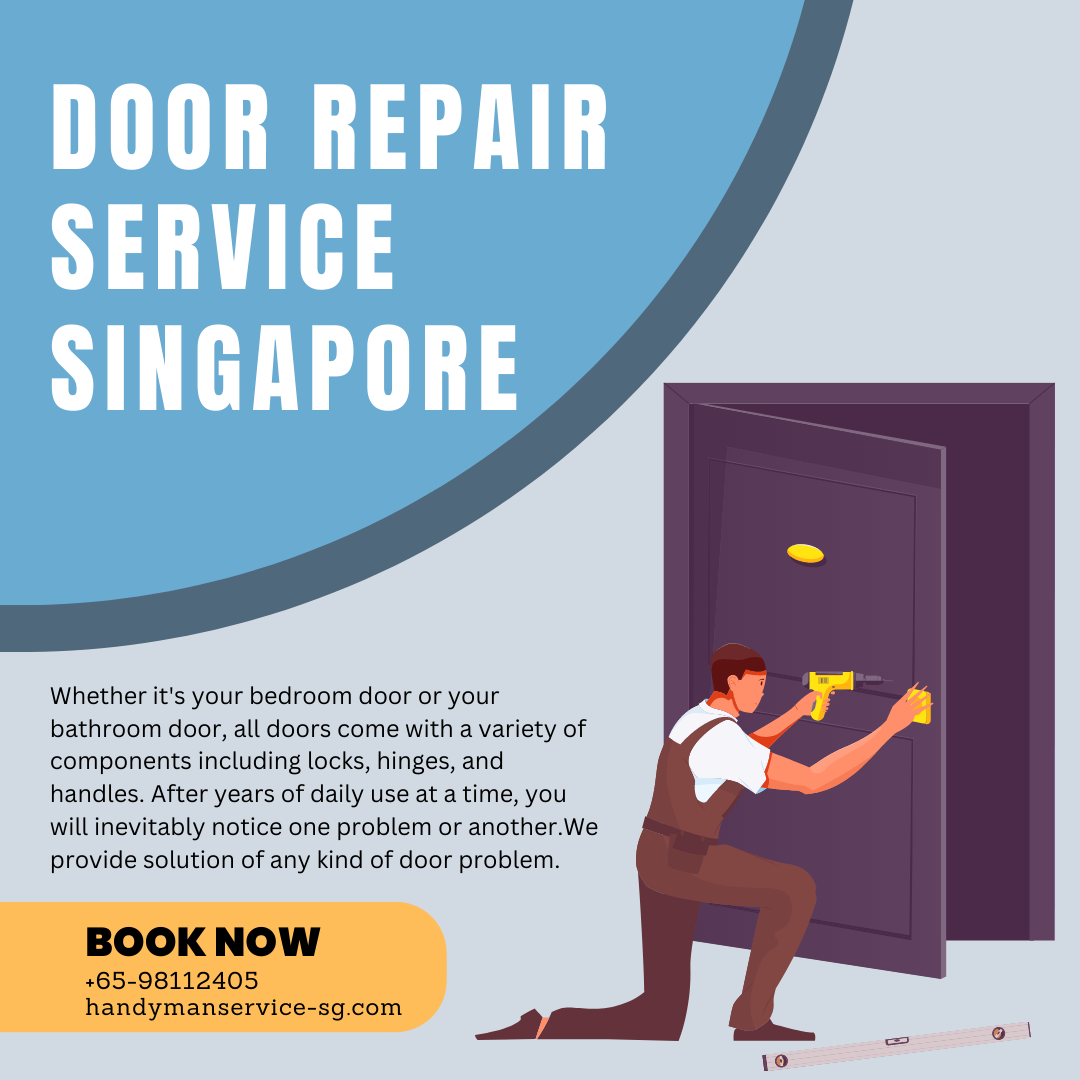 DOOR REPAIR
SERVICE
SINGAPORE
Whether it's your bedroom door or your
bathroom door, all doors come with a variety of
components including locks, hinges, and
handles. After years of daily use at a time, you
will inevitably notice one problem or another.We
provide solution of any kind of door problem.
BOOK NOW
+65-98112405
handymanservice-sg.com